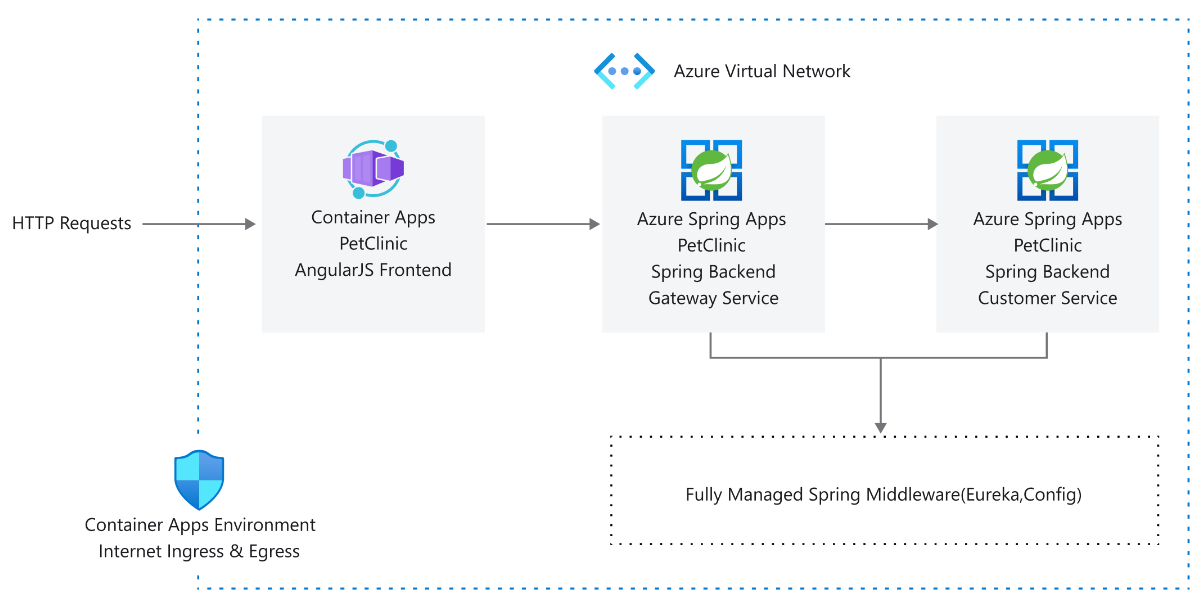 Azure Virtual Network
HTTP Requests
Container Apps
PetClinic
AngularJS Frontend
Azure Spring Apps
PetClinic
Spring Backend
Gateway Service
Azure Spring Apps
PetClinic
Spring Backend
Customer Service
Fully Managed Spring Middleware(Eureka,Config)
Container Apps Environment
Internet Ingress & Egress